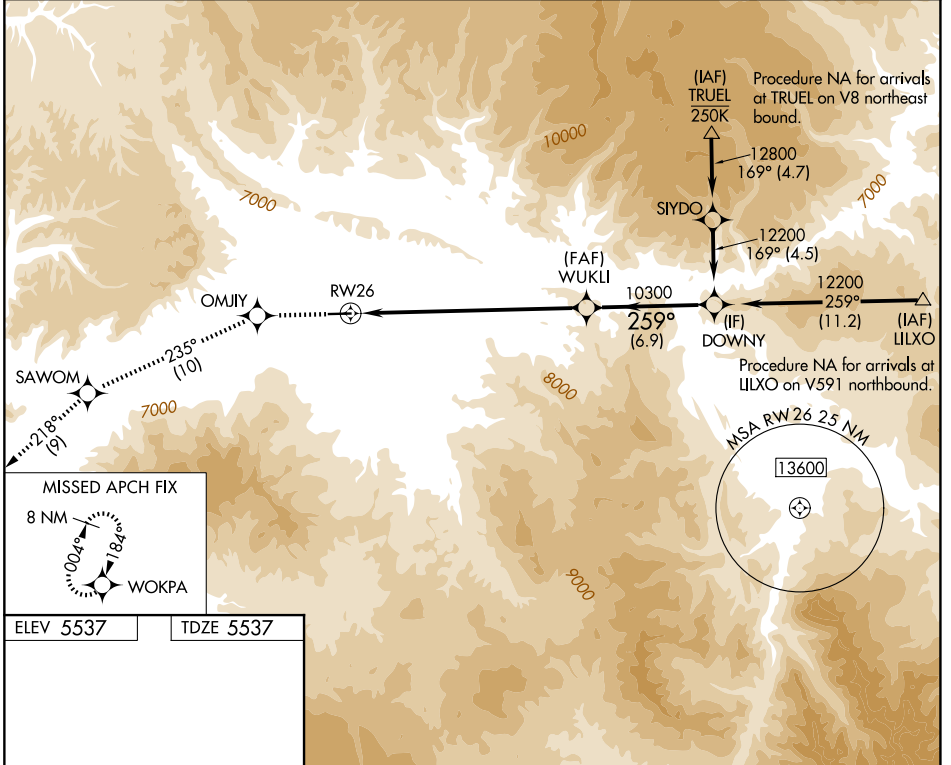 (IAF)
TRUEL
250K
Procedure NA for arrivals
at TRUEL on V8 northeast
bound.
10000
12800
169° (4.7)
7000
7000
SIYDO
12200
169° (4.5)
(FAF)
WUKLI
OMJIY
RW26
10300
259°
(6.9)
12200
259°
(11.2)
(IF)
DOWNY
(IAF)
LILXO
235°
(10)
Procedure NA for arrivals at
LILXO on V591 northbound.
SAWOM
8000
7000
218°
(9)
MSA RW 26 25 NM
13600
MISSED APCH FIX
8 NM
004°
184°
WOKPA
9000
ELEV 5537
TDZE 5537